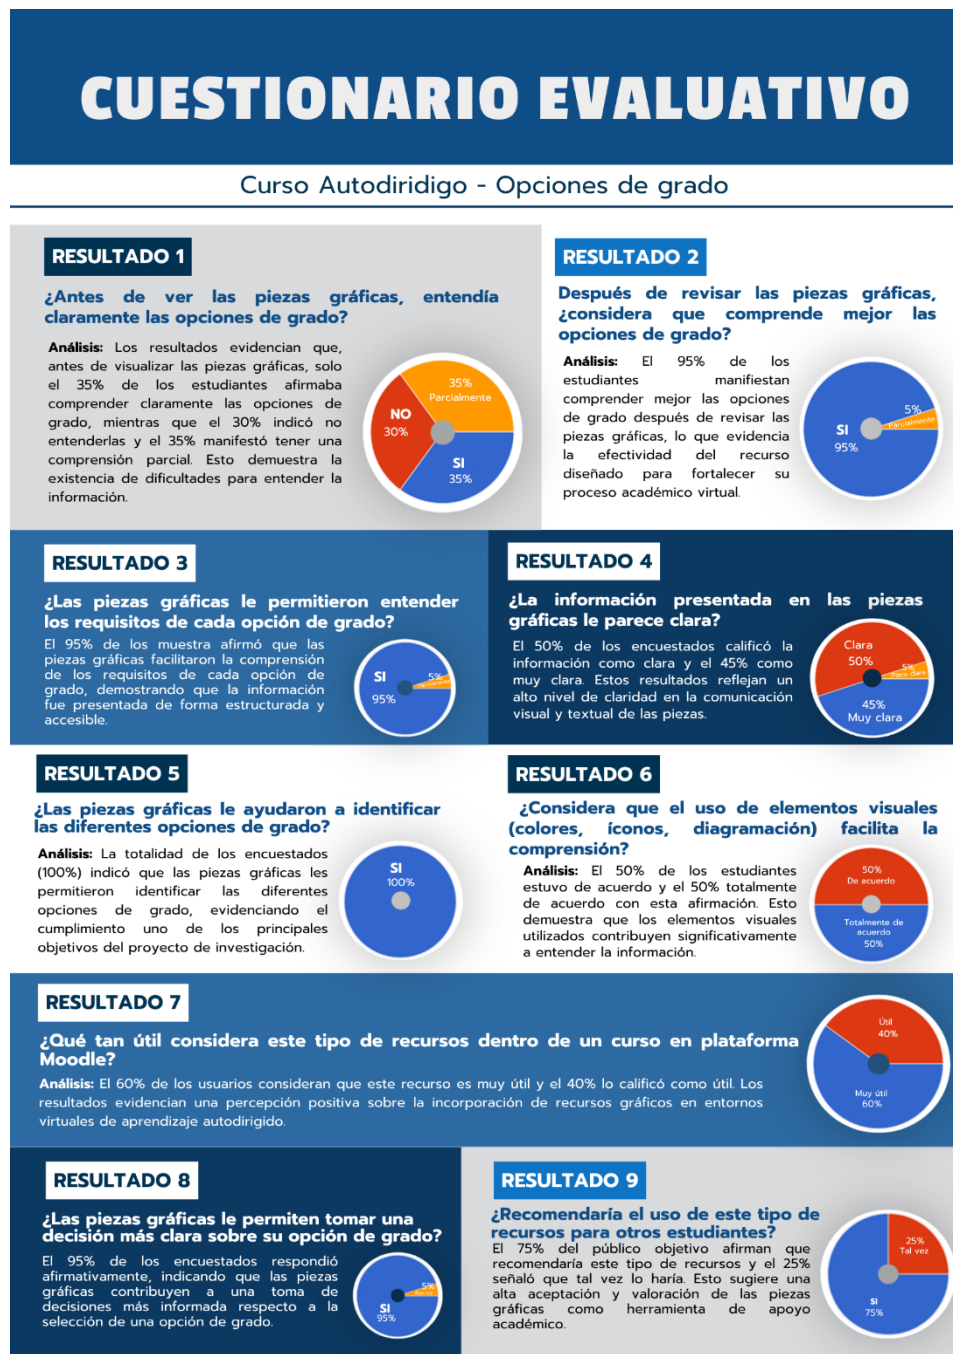 CUESTIONARIO EVALUATIVO
Curso Autodiridigo - Opciones de grado
RESULTADO 1
¿Antes de ver las piezas gráficas, entendía
claramente las opciones de grado?
Análisis: Los resultados evidencian que,
antes de visualizar las piezas gráficas, solo
el 35% de los estudiantes afirmaba
comprender claramente las opciones de
grado, mientras que el 30% indicó no
entenderlas y el 35% manifestó tener una
comprensión parcial. Esto demuestra la
existencia de dificultades para entender la
información.
35%
Parcialmente
NO
30%
SI
35%
RESULTADO 2
Después de revisar las piezas gráficas,
¿considera que comprende mejor las
opciones de grado?
Análisis: El 95% de los
estudiantes manifiestan
comprender mejor las opciones
de grado después de revisar las
piezas gráficas, lo que evidencia
la efectividad del recurso
diseñado para fortalecer su
proceso académico virtual.
5%
Parcialmente
SI
95%
RESULTADO 3
¿Las piezas gráficas le permitieron entender
los requisitos de cada opción de grado?
El 95% de los muestra afirmó que las
piezas gráficas facilitaron la comprensión
de los requisitos de cada opción de
grado, demostrando que la información
fue presentada de forma estructurada y
accesible.
SI
95%
5%
RESULTADO 4
¿La información presentada en las piezas
gráficas le parece clara?
El 50% de los encuestados calificó la
información como clara y el 45% como
muy clara. Estos resultados reflejan un
alto nivel de claridad en la comunicación
visual y textual de las piezas.
Clara
50%
5%
Poco clara
45%
Muy clara
RESULTADO 5
¿Las piezas gráficas le ayudaron a identificar
las diferentes opciones de grado?
Análisis: La totalidad de los encuestados
(100%) indicó que las piezas gráficas les
permitieron identificar las diferentes
opciones de grado, evidenciando el
cumplimiento uno de los principales
objetivos del proyecto de investigación.
SI
100%
RESULTADO 6
¿Considera que el uso de elementos visuales
(colores, íconos, diagramación) facilita la
comprensión?
Análisis: El 50% de los estudiantes
estuvo de acuerdo y el 50% totalmente
de acuerdo con esta afirmación. Esto
demuestra que los elementos visuales
utilizados contribuyen significativamente
a entender la información.
50%
De acuerdo
Totalmente de
acuerdo
50%
RESULTADO 7
¿Qué tan útil considera este tipo de recursos dentro de un curso en plataforma
Moodle?
Análisis: El 60% de los usuarios consideran que este recurso es muy útil y el 40% lo calificó como útil. Los
resultados evidencian una percepción positiva sobre la incorporación de recursos gráficos en entornos
virtuales de aprendizaje autodirigido.
Útil
40%
Muy útil
60%
RESULTADO 8
¿Las piezas gráficas le permiten tomar una
decisión más clara sobre su opción de grado?
El 95% de los encuestados respondió
afirmativamente, indicando que las piezas
gráficas contribuyen a una toma de
decisiones más informada respecto a la
selección de una opción de grado.
5%
SI
95%
RESULTADO 9
¿Recomendaría el uso de este tipo de
recursos para otros estudiantes?
El 75% del público objetivo afirman que
recomendaría este tipo de recursos y el 25%
señaló que tal vez lo haría. Esto sugiere una
alta aceptación y valoración de las piezas
gráficas como herramienta de apoyo
académico.
25%
Tal vez
SI
75%